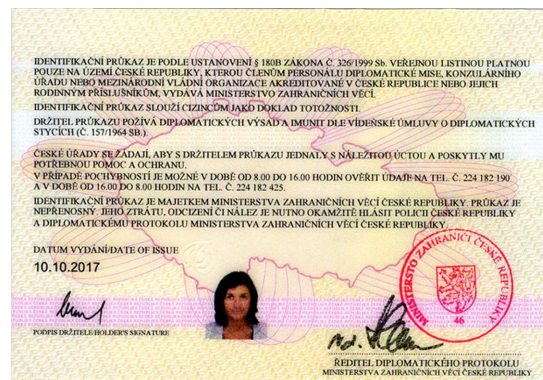 IDENTIFIKAČNÍ PRŮKAZ JE PODLE USTANOVENÍ § 180B ZÁKONA Č. 326/1999 Sb. VEŘEJNOU LISTINOU PLATNOU
POUZE NA ÚZEMÍ ČESKÉ REPUBLIKY, KTEROU ČLENŮM PERSONÁLU DIPLOMATICKÉ MISE, KONZULÁRNÍHO
ÚŘADU NEBO MEZINÁRODNÍ VLÁDNÍ ORGANIZACE AKREDITOVANÉ V ČESKÉ REPUBLICE NEBO JEJICH
RODINNÝM PŘÍSLUŠNÍKŮM, VYDÁVÁ MINISTERSTVO ZAHRANIČNÍCH VĚCÍ.
IDENTIFIKAČNÍ PRŮKAZ SLOUŽÍ CIZINCŮM JAKO DOKLAD TOTOŽNOSTI.
DRŽITEL PRŮKAZU POŽÍVÁ DIPLOMATICKÝCH VÝSAD A IMUNIT DLE VÍDEŇSKÉ ÚMLUVY O DIPLOMATICKÝCH
STYCÍCH (Č. 157/1964 SB.)
ČESKÉ ÚŘADY SE ŽÁDAJÍ, ABY S DRŽITELEM PRŮKAZU JEDNALY, S NÁLEŽITOU ÚCTOU A POSKYTLY MU
POTŘEBNOU POMOC A OCHRANU.
V PŘÍPADĚ POCHYBNOSTÍ JE MOŽNÉ V DOBĚ OD 8.00 DO 16.00 HODIN OVĚŘIT ÚDAJE NA TEL. Č. 224 182 190
A V DOBĚ OD 16.00 DO 8.00 HODIN NA TEL. Č. 224 182 425.
IDENTIFIKAČNÍ PRŮKAZ JE MAJETKEM MINISTERSTVA ZAHRANIČNÍCH VĚCÍ ČESKÉ REPUBLIKY. PRŮKAZ JE
NEPŘENOSNÝ. JEHO ZTRÁTU, ODCIZENÍ ČI NÁLEZ JE NUTNO OKAMŽITĚ HLÁSIT POLICII ČESKÉ REPUBLIKY
A DIPLOMATICKÉMU PROTOKOLU MINISTERSTVA ZAHRANIČNÍCH VĚCÍ ČESKÉ REPUBLIKY.
DATUM VYDÁNÍ/DATE OF ISSUE
10.10.2017
MINISTERSTVO ZAHRANIČÍ ČESKÉ REPUBLIKY
46
PODPIS DRŽITELE/HOLDER'S SIGNATURE
ŘEDITEL DIPLOMATICKÉHO PROTOKOLU
MINISTERSTVA ZAHRANIČNÍCH VĚCÍ ČESKÉ REPUBLIKY